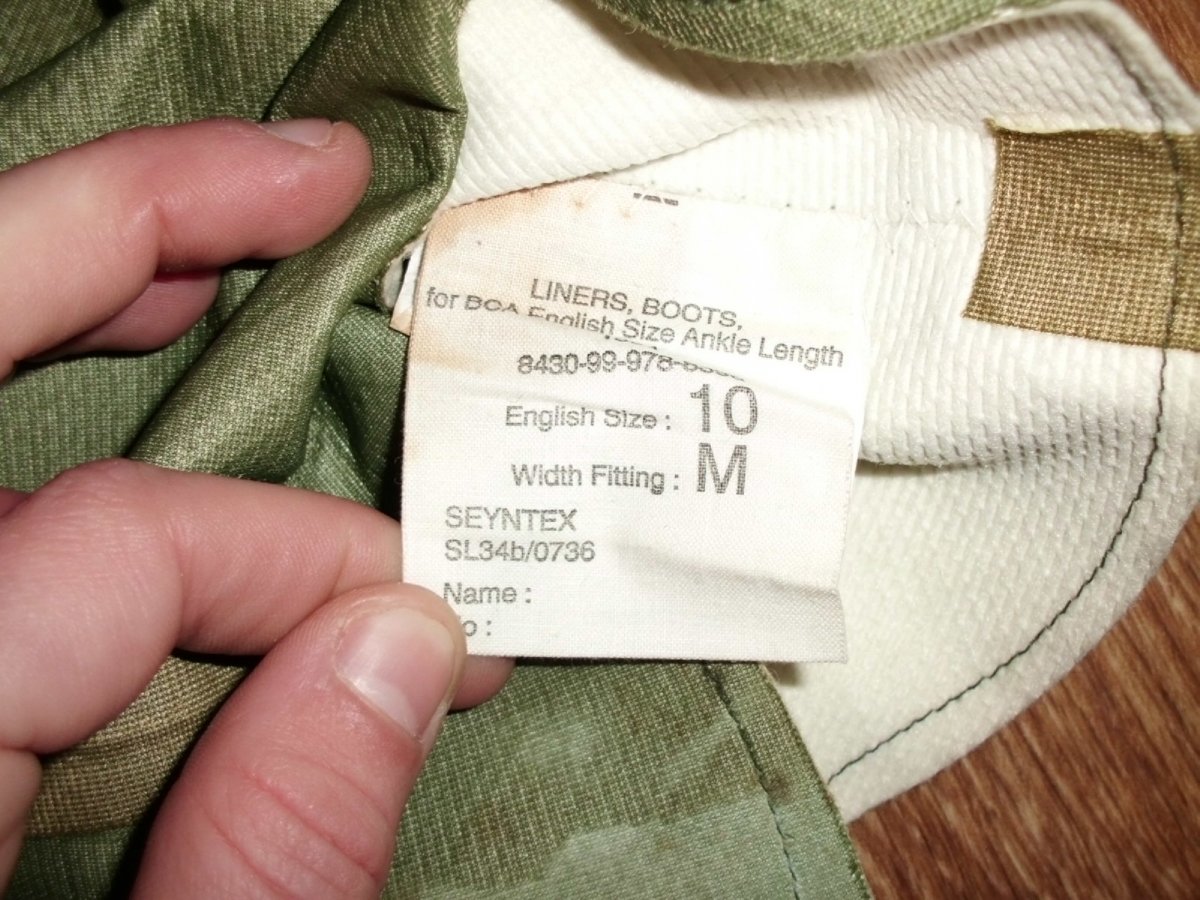 LINERS, BOOTS,
for BCA English Size Ankle Length
8430-99-978-
English Size : 10
Width Fitting : M
SEYNTEX
SL34b/0736
Name :